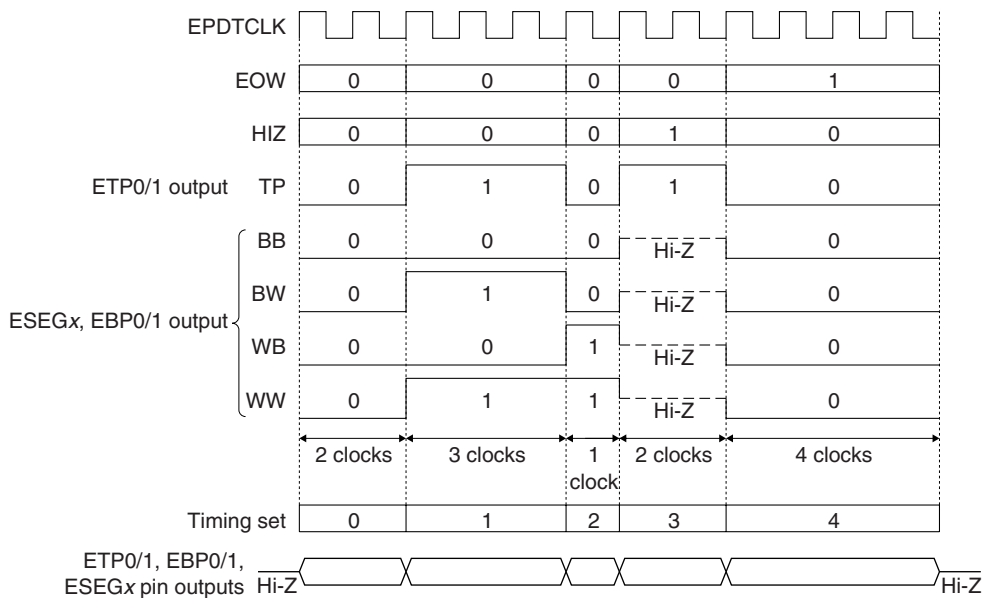 EPDTCLK
EOW 0 0 0 0 1
HIZ 0 0 0 1 0
ETP0/1 output TP 0 1 0 1 0
BB 0 0 0 Hi-Z 0
BW 0 1 0 Hi-Z 0
ESEGx, EBP0/1 output
WB 0 0 1 Hi-Z 0
WW 0 1 1 Hi-Z 0
2 clocks 3 clocks 1 clock 2 clocks 4 clocks
Timing set 0 1 2 3 4
ETP0/1, EBP0/1,
ESEGx pin outputs Hi-Z Hi-Z